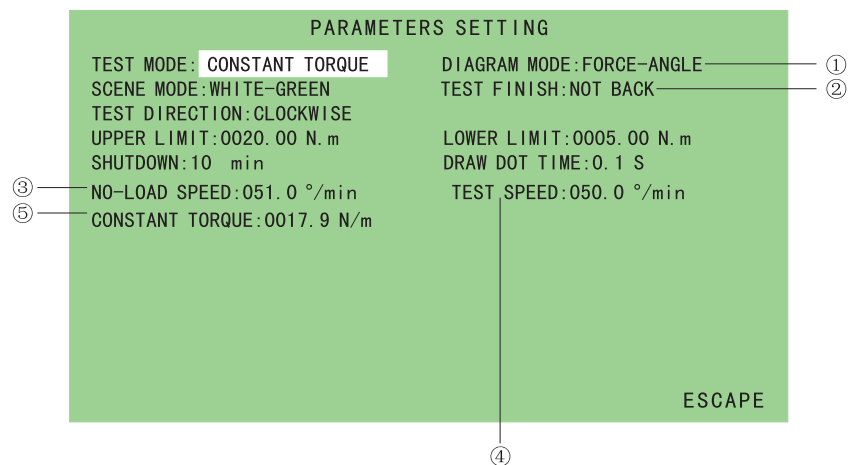 PARAMETERS SETTING
TEST MODE: CONSTANT TORQUE DIAGRAM MODE:FORCE-ANGLE ①
SCENE MODE:WHITE-GREEN TEST FINISH:NOT BACK ②
TEST DIRECTION:CLOCKWISE
UPPER LIMIT:0020.00 N.m LOWER LIMIT:0005.00 N.m
SHUTDOWN:10 min DRAW DOT TIME:0.1 S
③ NO-LOAD SPEED:051.0 °/min TEST SPEED:050.0 °/min
⑤ CONSTANT TORQUE:0017.9 N/m
ESCAPE
④